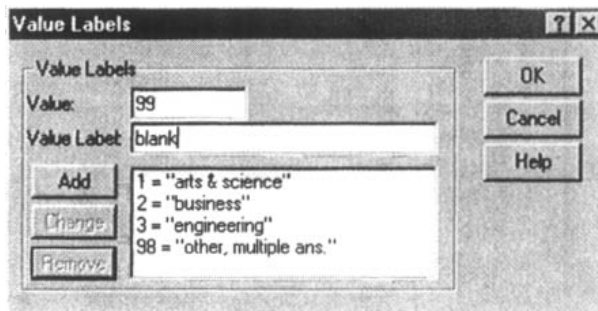 Value Labels
Value Labels
Value: 99
Value Label: blank
OK
Cancel
Help
Add
Change
Remove
1 = "arts & science"
2 = "business"
3 = "engineering"
98 = "other, multiple ans."